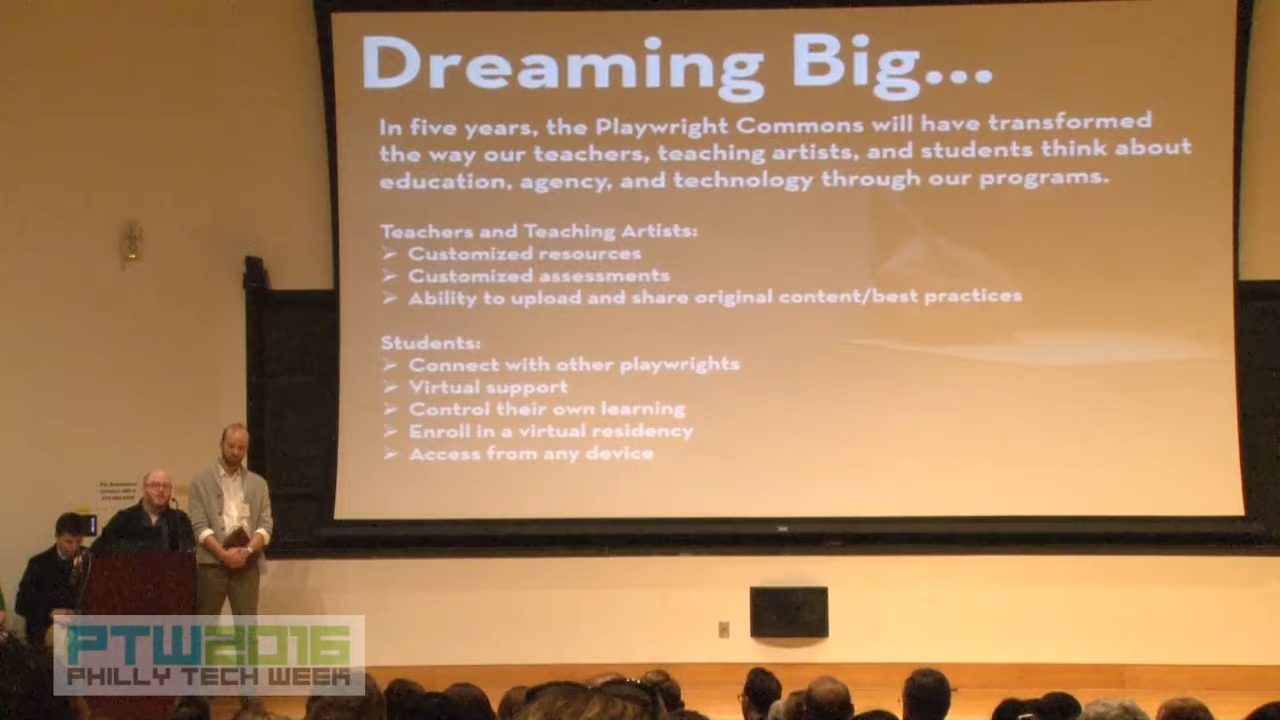 Dreaming Big...
In five years, the Playwright Commons will have transformed
the way our teachers, teaching artists, and students think about
education, agency, and technology through our programs.
Teachers and Teaching Artists:
➢ Customized resources
➢ Customized assessments
➢ Ability to upload and share original content/best practices
Students:
➢ Connect with other playwrights
➢ Virtual support
➢ Control their own learning
➢ Enroll in a virtual residency
➢ Access from any device
PTW2016
PHILLY TECH WEEK